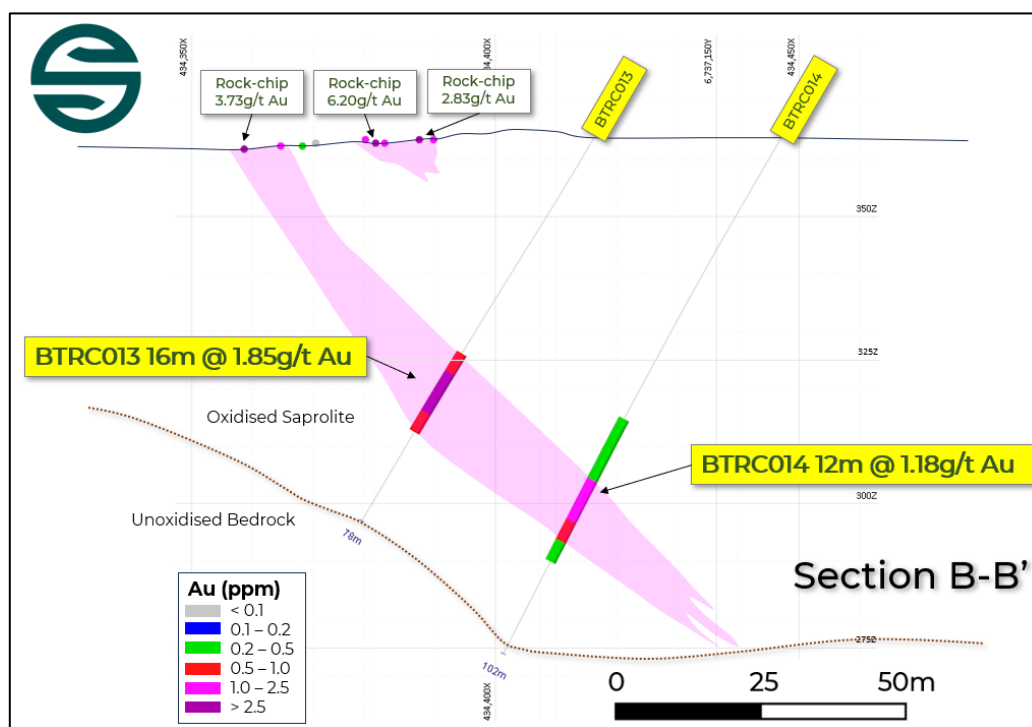 434,350X
434,400X
6,737,150Y
434,450X
Rock-chip
3.73g/t Au
Rock-chip
6.20g/t Au
Rock-chip
2.83g/t Au
BTRC013
BTRC014
350Z
325Z
BTRC013 16m @ 1.85g/t Au
Oxidised Saprolite
BTRC014 12m @ 1.18g/t Au
300Z
Unoxidised Bedrock
78m
Section B-B'
275Z
102m
434,400X
Au (ppm)
< 0.1
0.1 – 0.2
0.2 – 0.5
0.5 – 1.0
1.0 – 2.5
> 2.5
0 25 50m